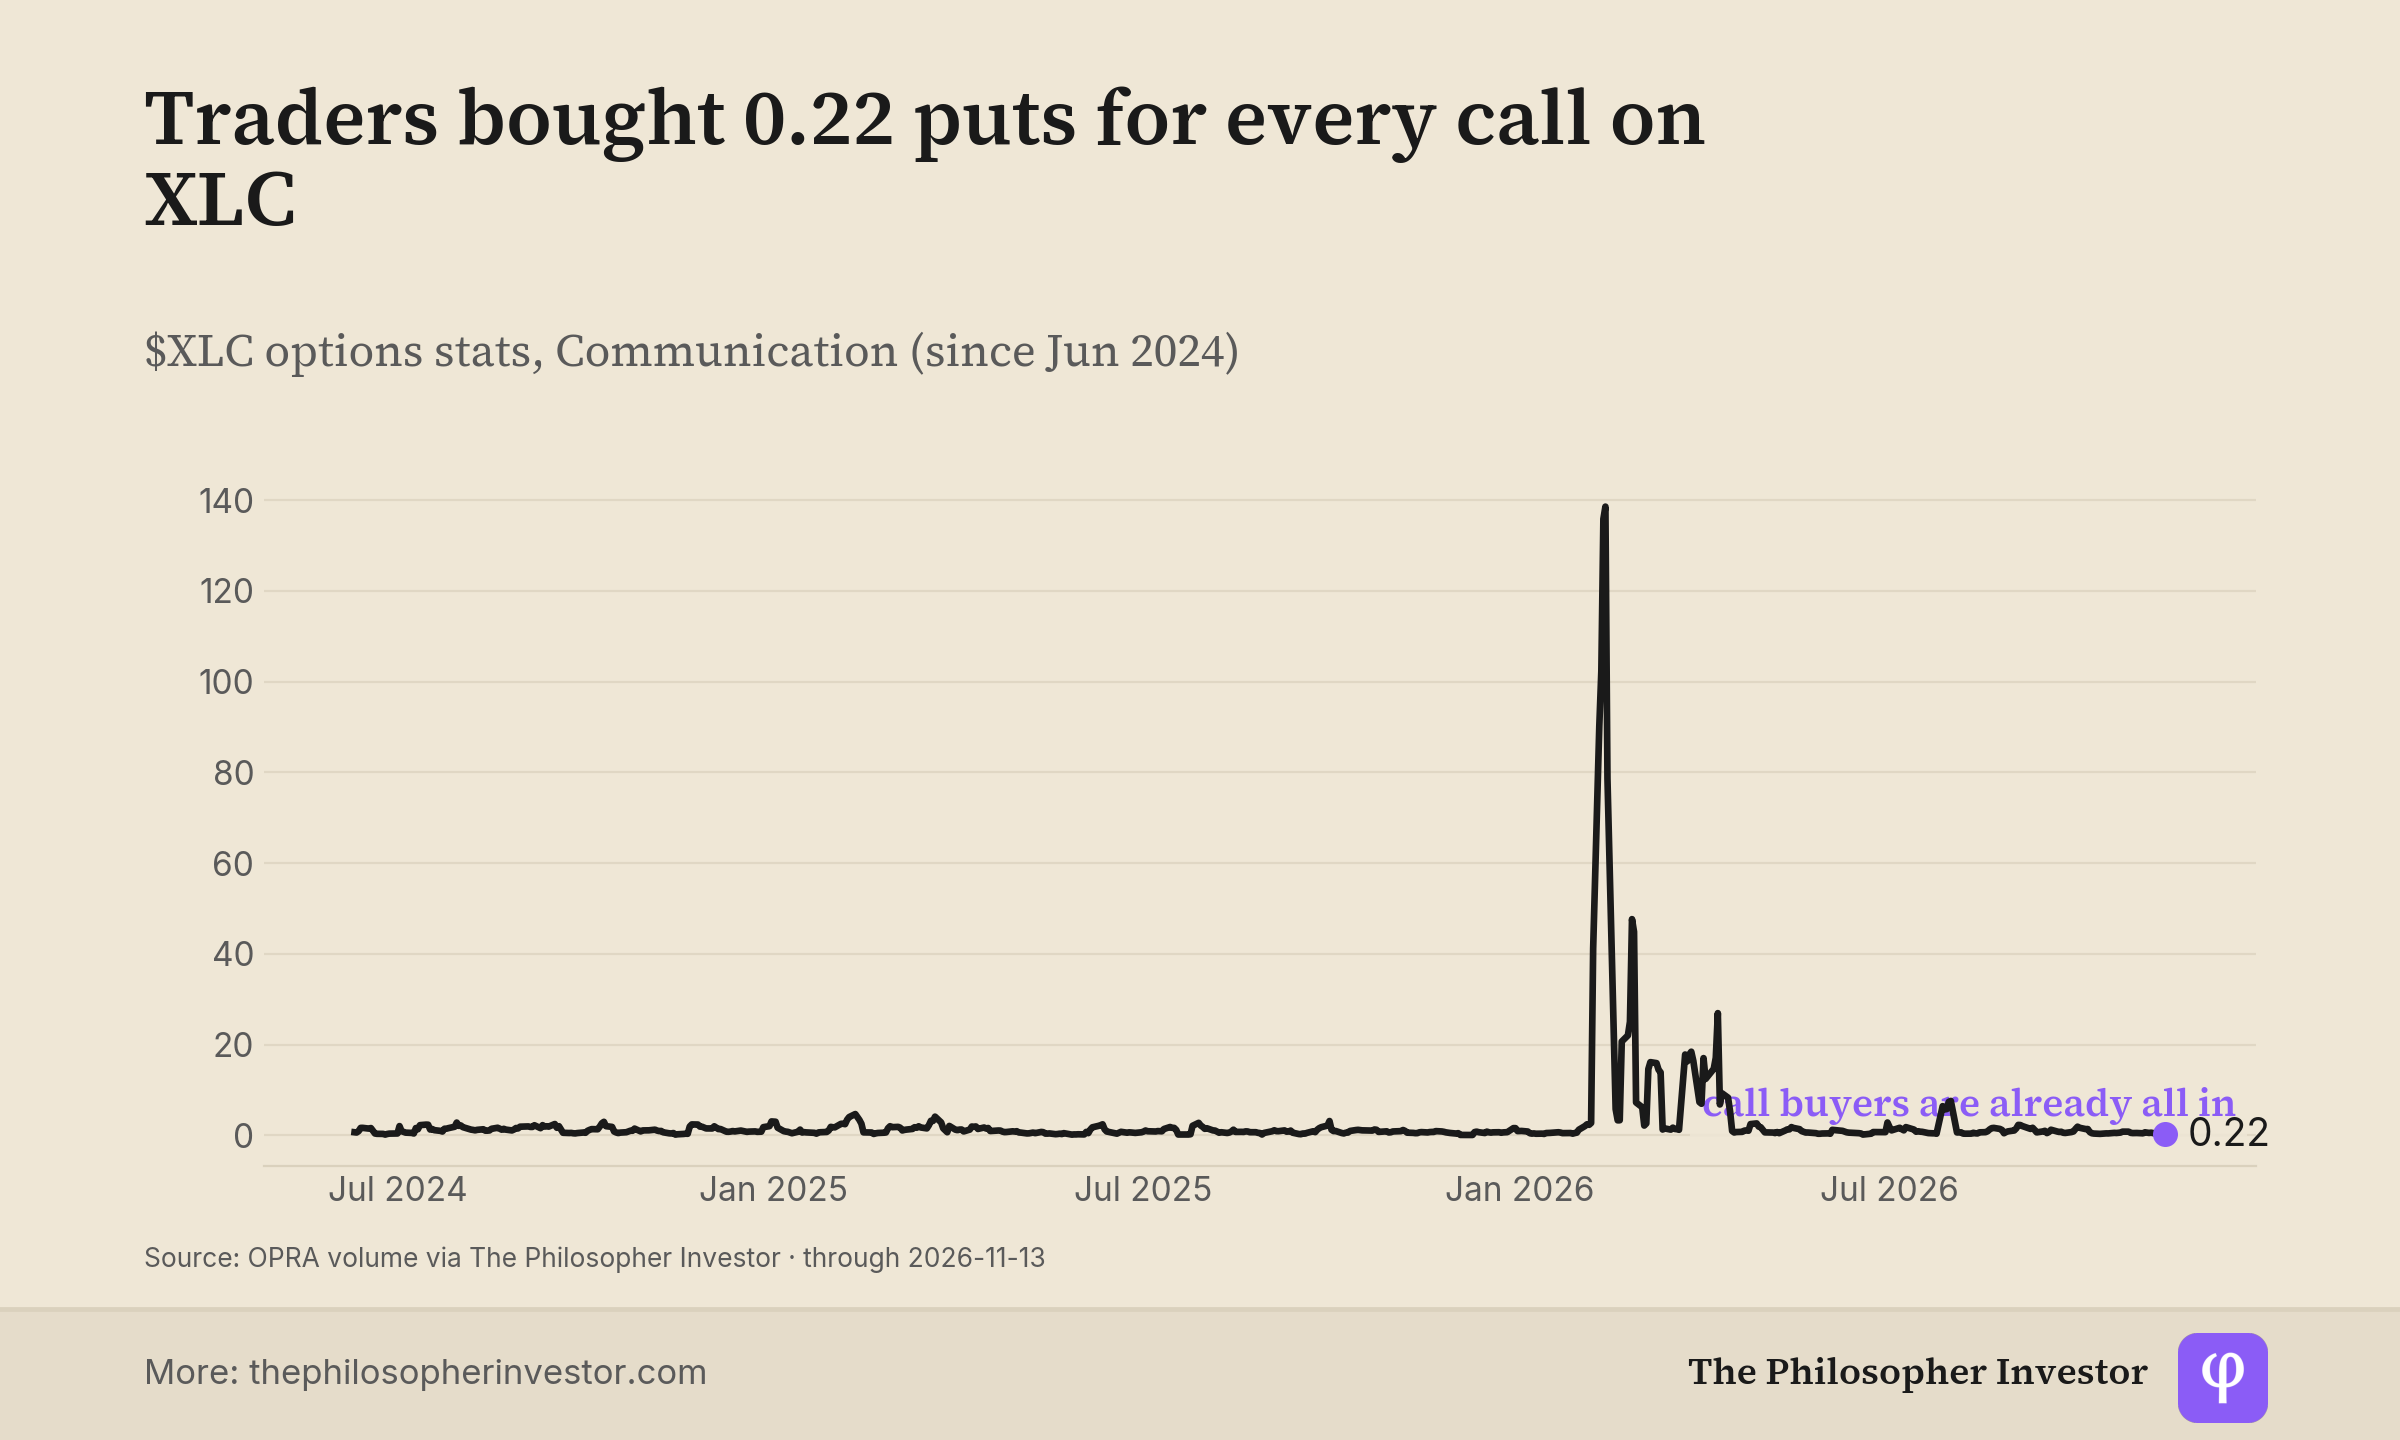 Traders bought 0.22 puts for every call on
XLC
$XLC options stats, Communication (since Jun 2024)
140
120
100
80
60
40
20
0
call buyers are already all in
0.22
Jul 2024
Jan 2025
Jul 2025
Jan 2026
Jul 2026
Source: OPRA volume via The Philosopher Investor · through 2026-11-13
More: thephilosopherinvestor.com
The Philosopher Investor
φ